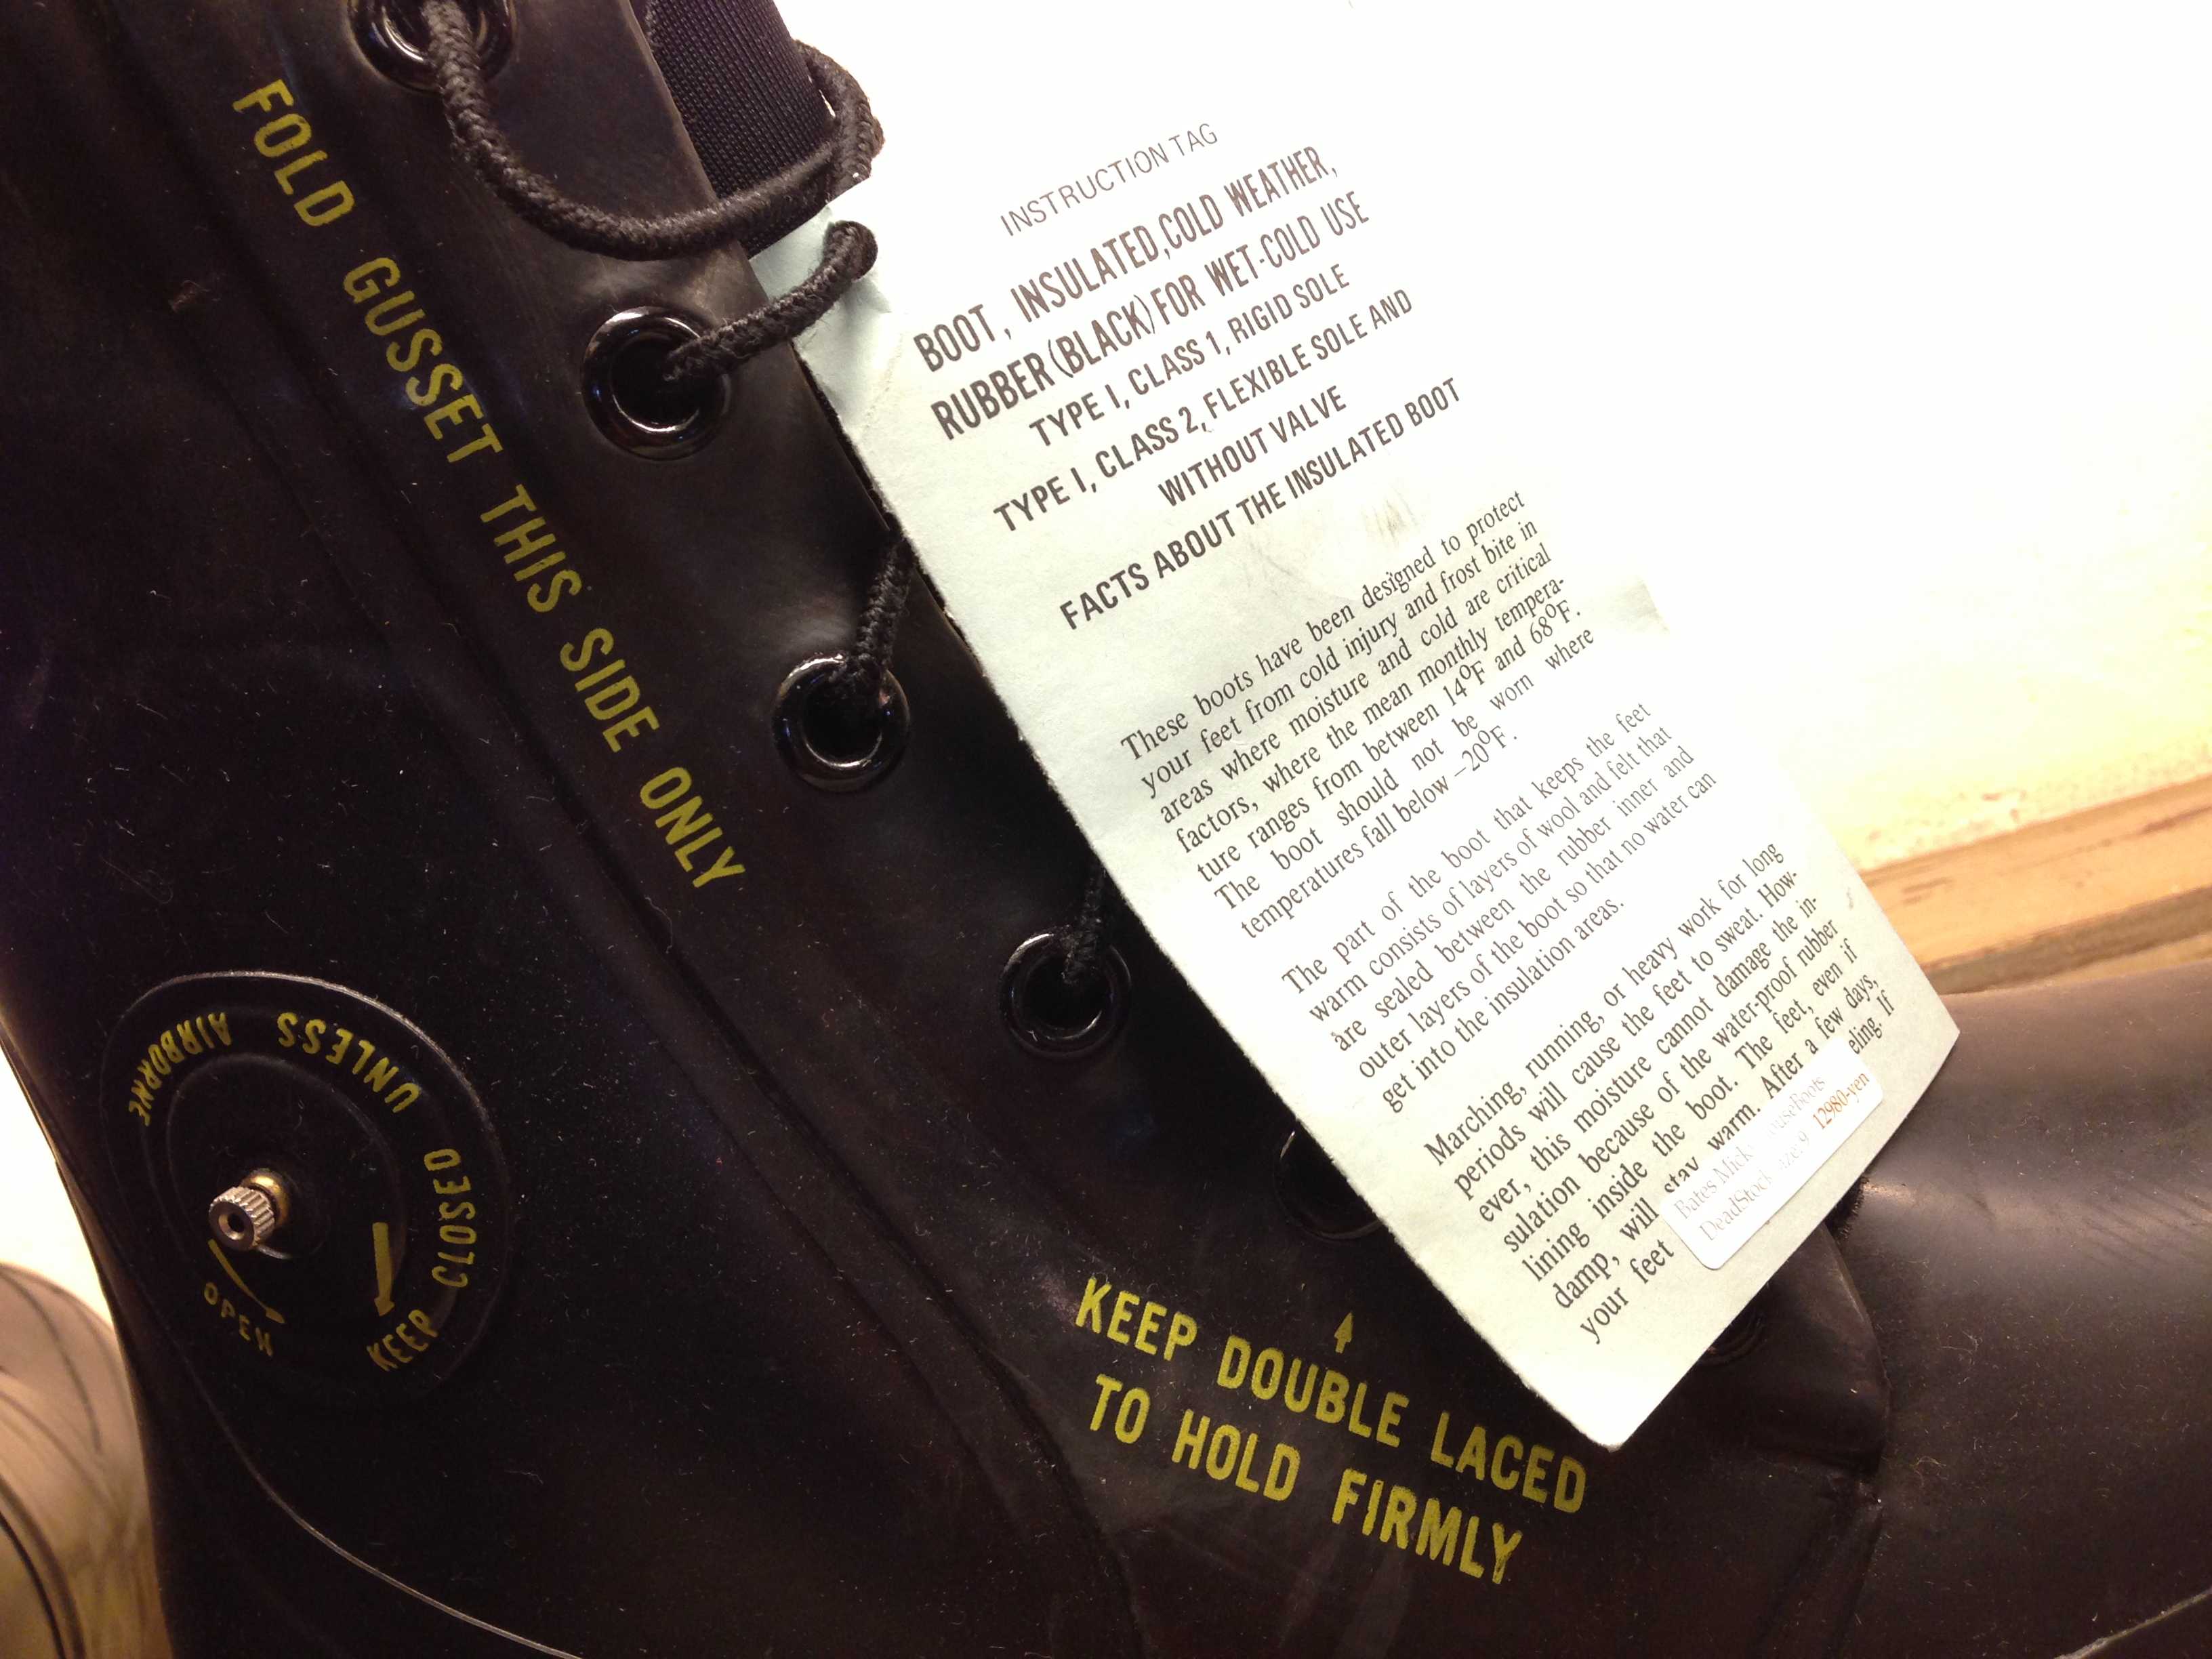 FOLD GUSSET THIS SIDE ONLY
INSTRUCTION TAG
BOOT, INSULATED, COLD WEATHER,
RUBBER (BLACK) FOR WET-COLD USE
TYPE I, CLASS 1, RIGID SOLE
TYPE I, CLASS 2, FLEXIBLE SOLE AND
WITHOUT VALVE
FACTS ABOUT THE INSULATED BOOT
These boots have been designed to protect
your feet from cold injury and frost bite in
areas where moisture and cold are critical
factors, where the mean monthly tempera-
ture ranges from between 14°F and 68°F.
The boot should not be worn where
temperatures fall below –20°F.
The part of the boot that keeps the feet
warm consists of layers of wool and felt that
are sealed between the rubber inner and
outer layers of the boot so that no water can
get into the insulation areas.
Marching, running, or heavy work for long
periods will cause the feet to sweat. How-
ever, this moisture cannot damage the in-
sulation because of the water-proof rubber
lining inside the boot. The feet, even if
damp, will stay warm. After a few days,
your feet eling. If
Bates Mick useBoots
DeadStock 9 12980-yen
KEEP CLOSED UNLESS AIRBORNE
OPEN
KEEP DOUBLE LACED
TO HOLD FIRMLY